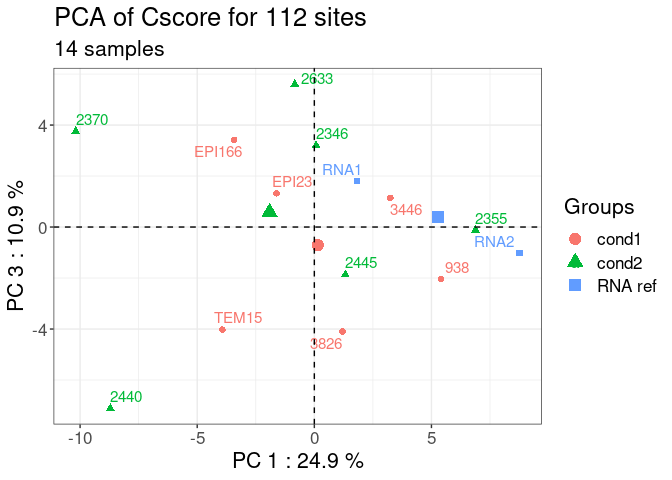 PCA of Cscore for 112 sites
14 samples
2633
2370
2346
EPI166
RNA1
EPI23
3446
2355
RNA2
2445
938
TEM15
3826
2440
4
0
-4
-10
-5
0
5
PC 1 : 24.9 %
PC 3 : 10.9 %
Groups
cond1
cond2
RNA ref